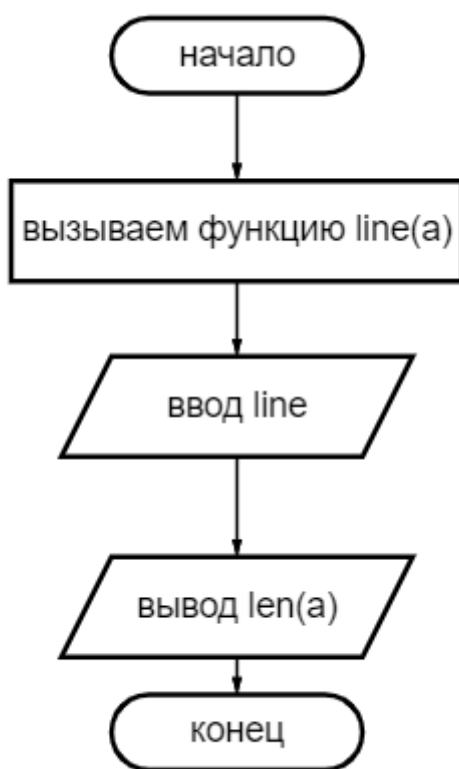 начало
вызываем функцию line(a)
ввод line
вывод len(a)
конец